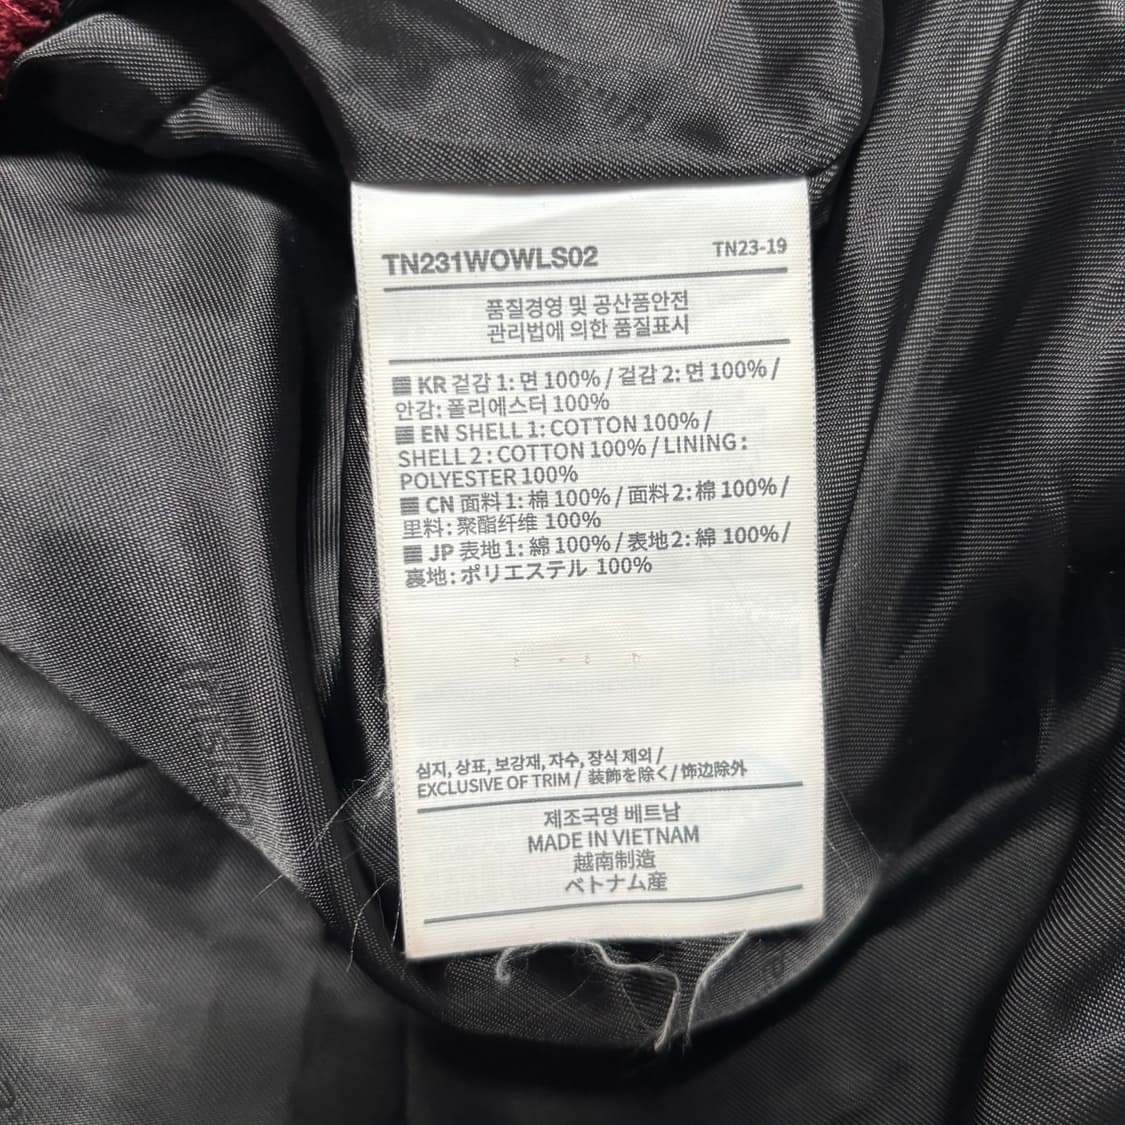 TN231WOWLS02
TN23-19
품질경영 및 공산품안전
관리법에 의한 품질표시
KR 겉감 1: 면 100% / 겉감 2: 면 100% /
안감: 폴리에스터 100%
EN SHELL 1: COTTON 100% /
SHELL 2: COTTON 100% / LINING:
POLYESTER 100%
CN 面料1: 棉 100% / 面料2: 棉 100% /
里料: 聚酯纤维 100%
JP 表地1: 綿 100% / 表地2: 綿 100% /
裏地: ポリエステル 100%
심지, 상표, 보강재, 자수, 장식 제외 /
EXCLUSIVE OF TRIM / 装飾を除く / 饰边除外
제조국명 베트남
MADE IN VIETNAM
越南制造
ベトナム産